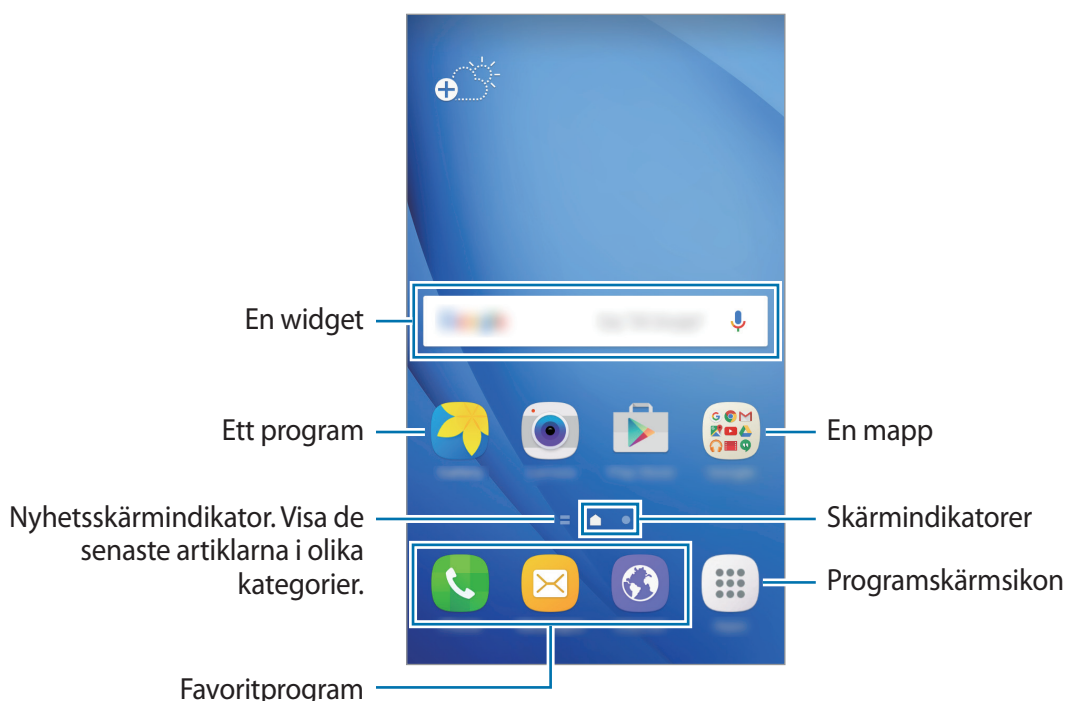 En widget
Ett program
En mapp
Nyhetsskärmindikator. Visa de
senaste artiklarna i olika
kategorier.
Skärmindikatorer
Programskärmsikon
Favoritprogram